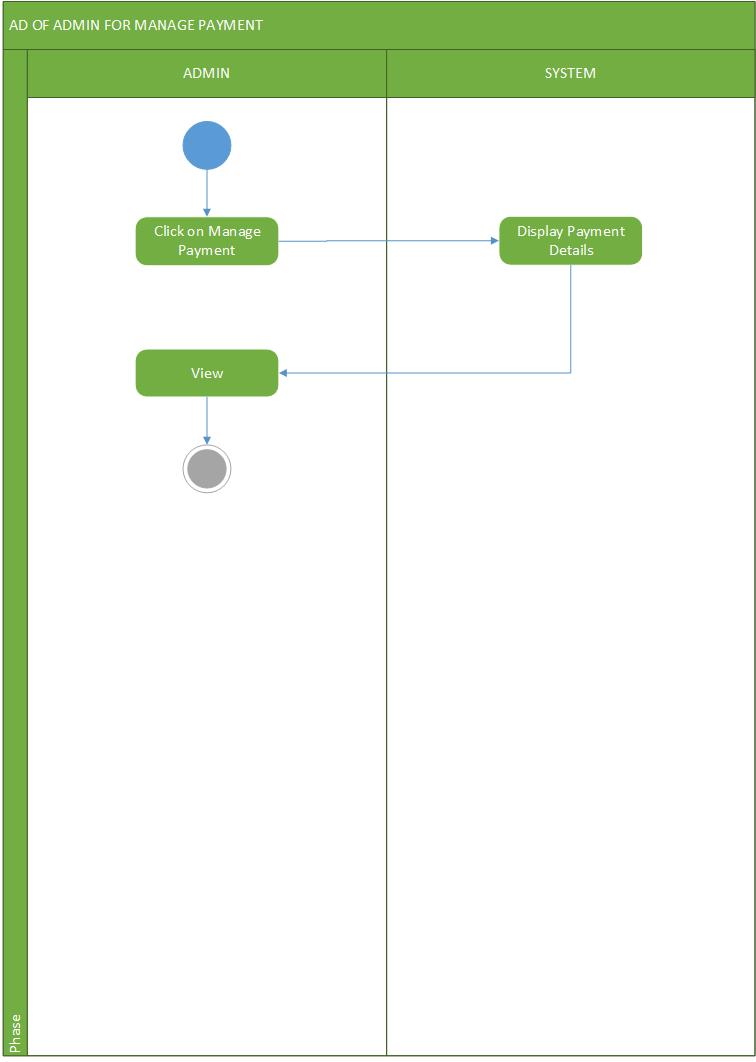 AD OF ADMIN FOR MANAGE PAYMENT
ADMIN
SYSTEM
Click on Manage
Payment
Display Payment
Details
View
Phase